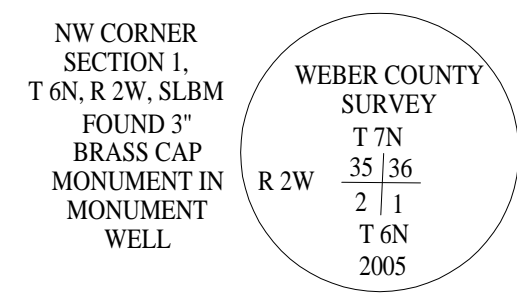 NW CORNER
SECTION 1,
T 6N, R 2W, SLBM
FOUND 3"
BRASS CAP
MONUMENT IN
MONUMENT
WELL
WEBER COUNTY
SURVEY
T 7N
R 2W 35 36
2 1
T 6N
2005